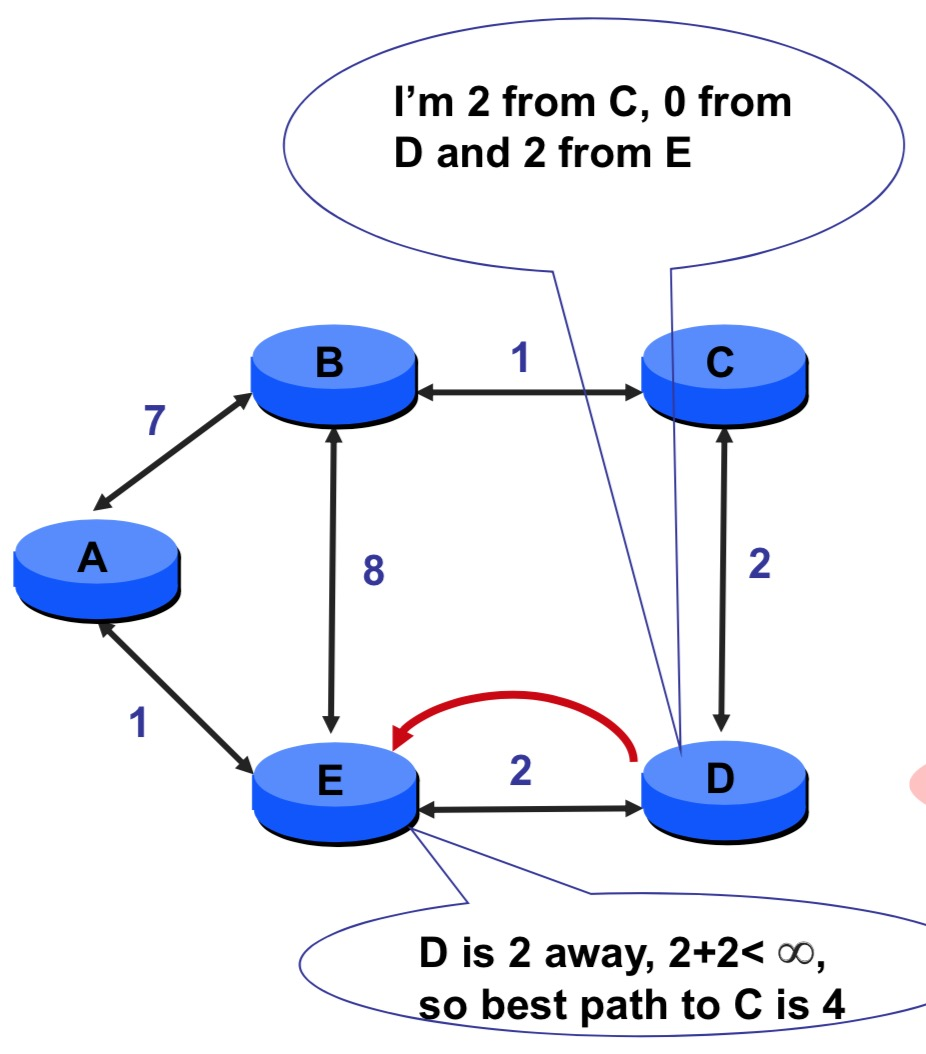 I'm 2 from C, 0 from
D and 2 from E
B
1
C
7
A
8
2
1
E
2
D
D is 2 away, 2+2< ∞,
so best path to C is 4